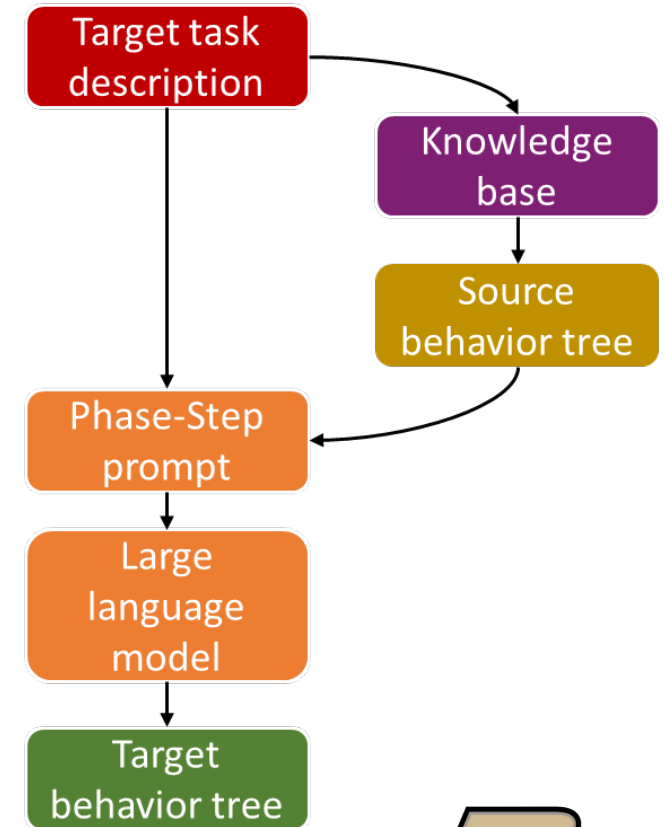 Target task
description
Knowledge
base
Source
behavior tree
Phase-Step
prompt
Large
language
model
Target
behavior tree